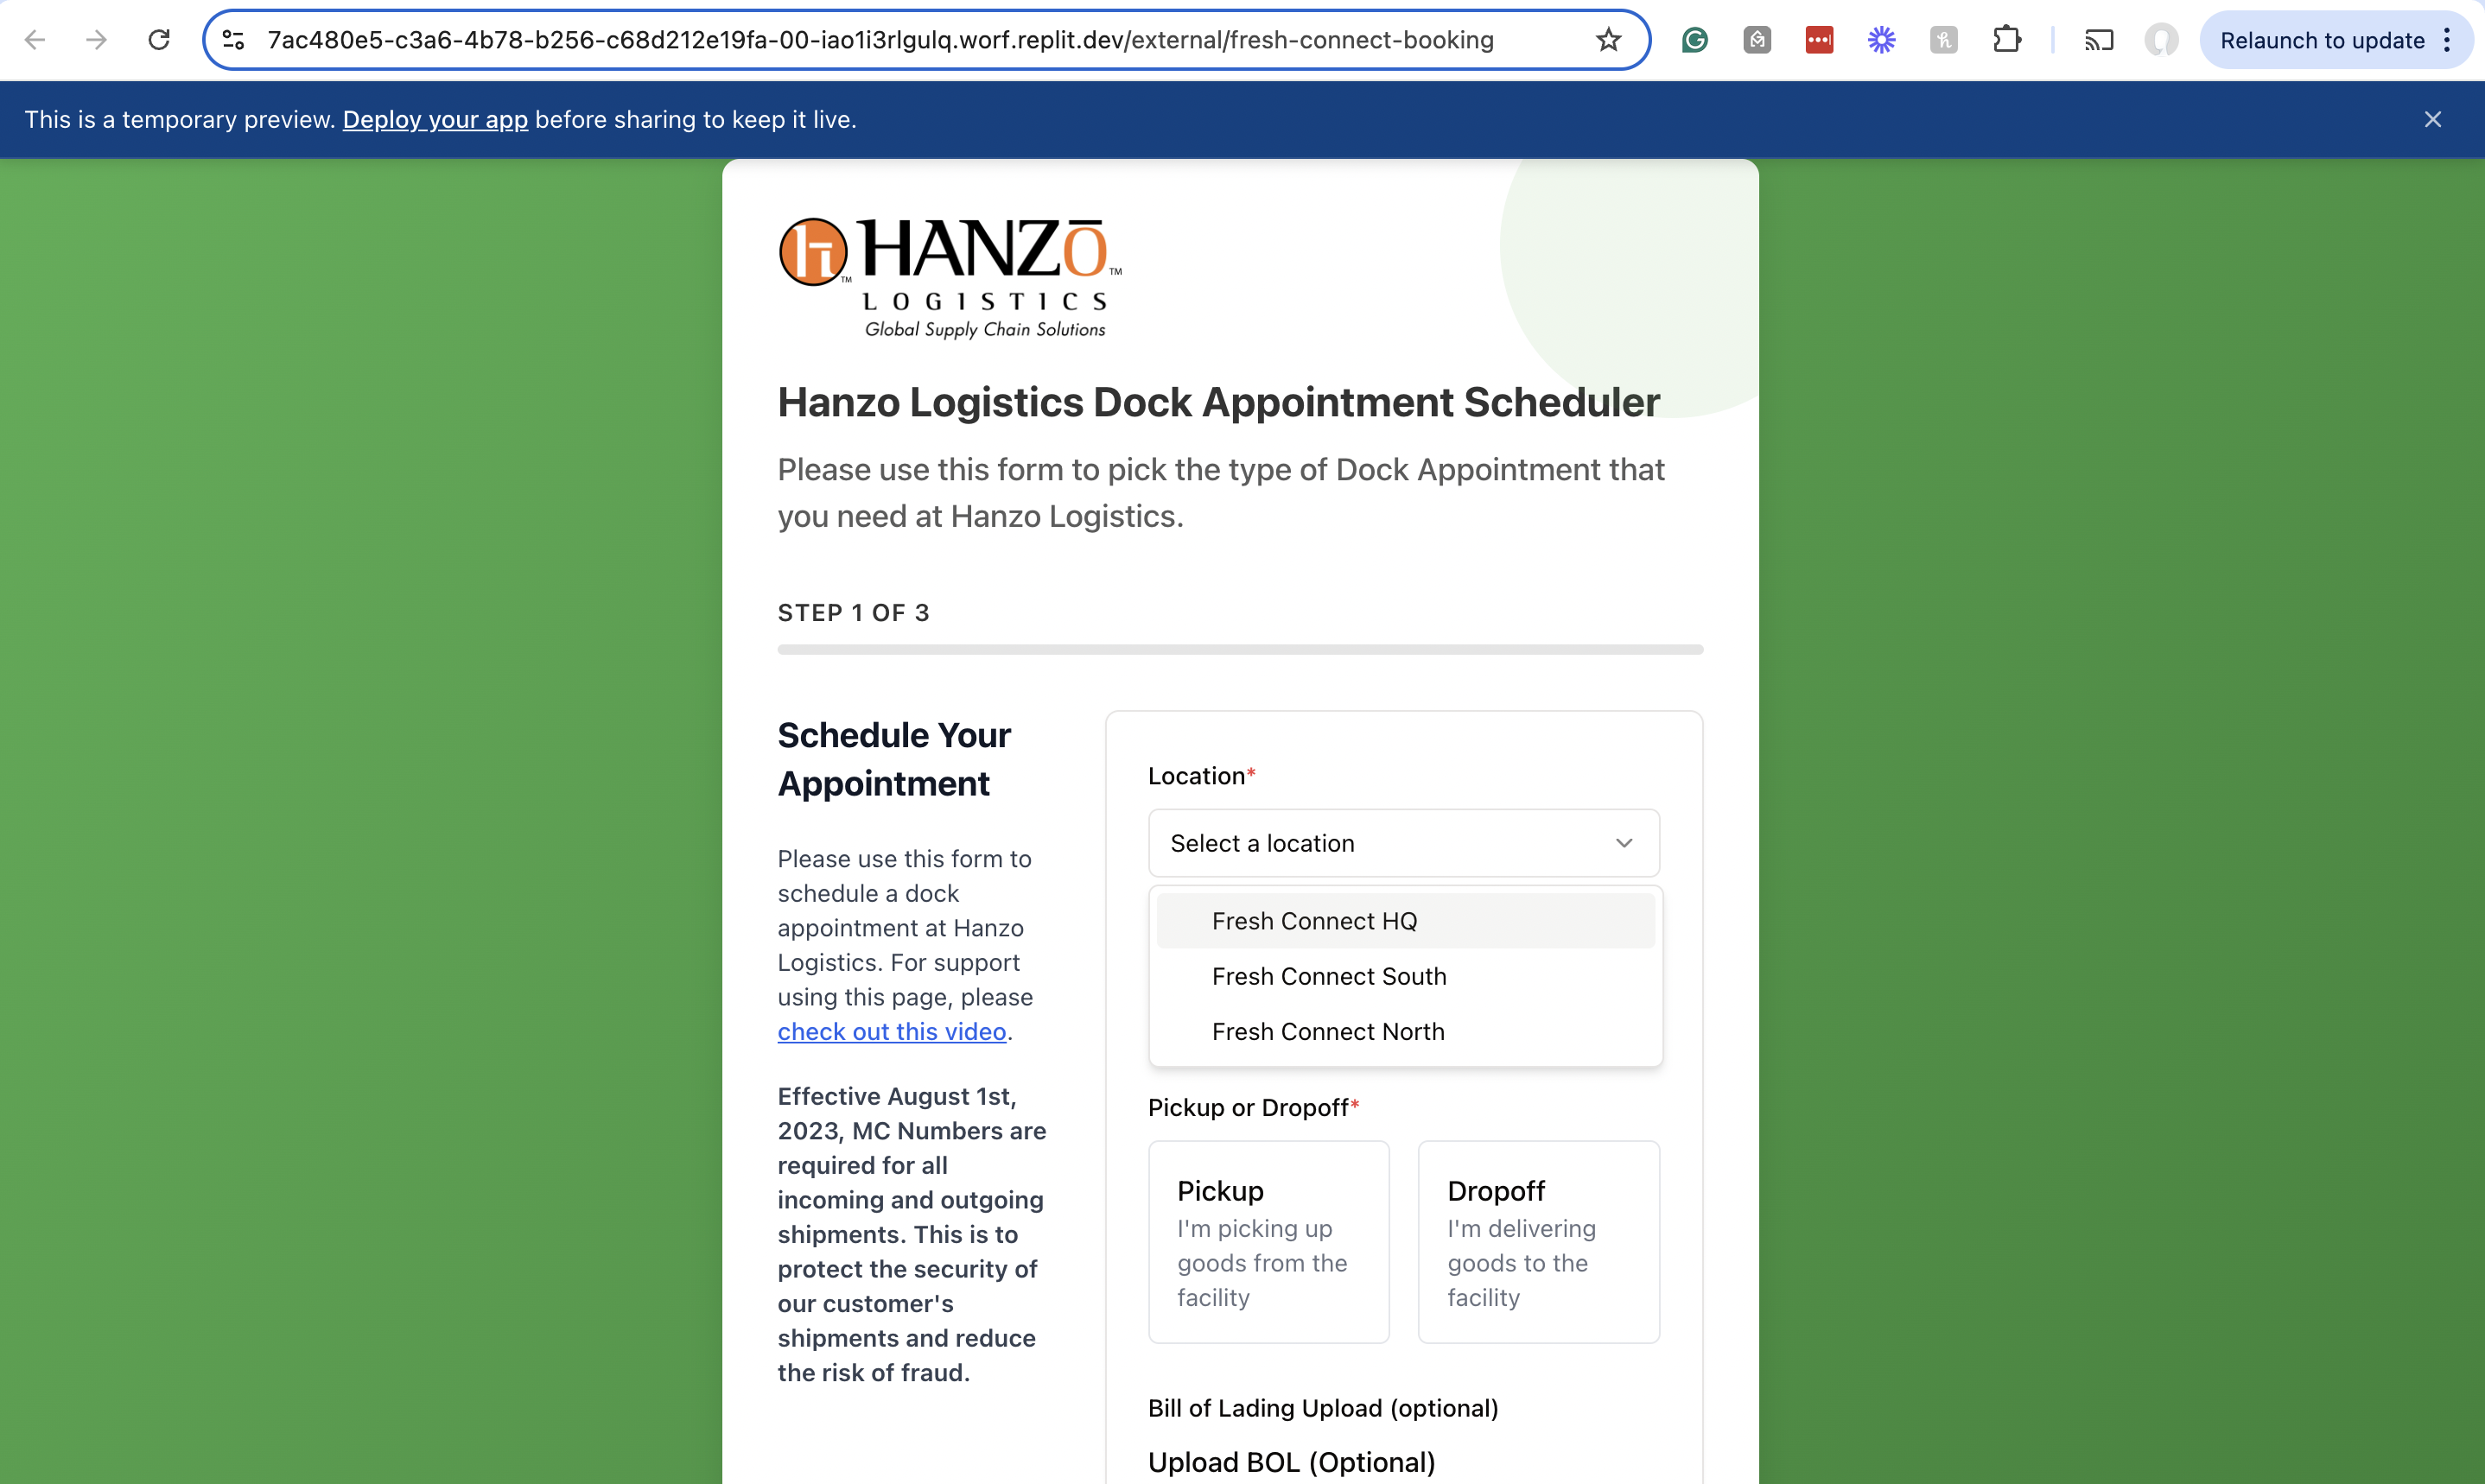 7ac480e5-c3a6-4b78-b256-c68d212e19fa-00-iao1i3rlgulq.worf.replit.dev/external/fresh-connect-booking
Relaunch to update
This is a temporary preview. Deploy your app before sharing to keep it live.
HANZŌ™
LOGISTICS
Global Supply Chain Solutions
Hanzo Logistics Dock Appointment Scheduler
Please use this form to pick the type of Dock Appointment that
you need at Hanzo Logistics.
STEP 1 OF 3
Schedule Your
Appointment
Please use this form to
schedule a dock
appointment at Hanzo
Logistics. For support
using this page, please
check out this video.
Effective August 1st,
2023, MC Numbers are
required for all
incoming and outgoing
shipments. This is to
protect the security of
our customer's
shipments and reduce
the risk of fraud.
Location*
Select a location
Fresh Connect HQ
Fresh Connect South
Fresh Connect North
Pickup or Dropoff*
Pickup
I'm picking up
goods from the
facility
Dropoff
I'm delivering
goods to the
facility
Bill of Lading Upload (optional)
Upload BOL (Optional)